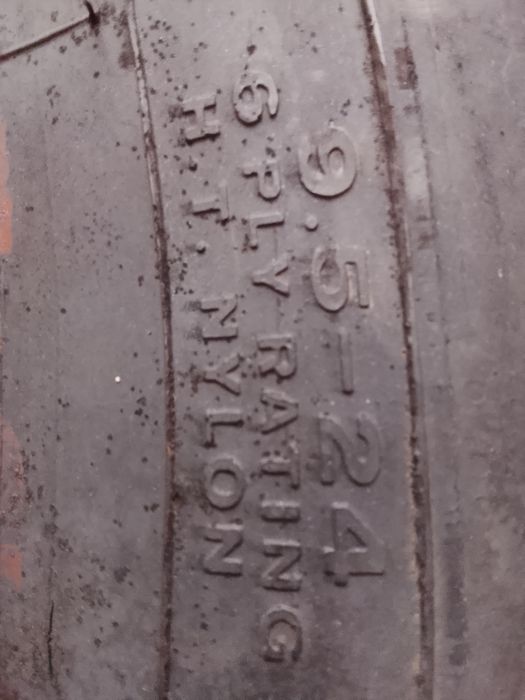 9.5-24
6 PLY RATING
H.T. NYLON